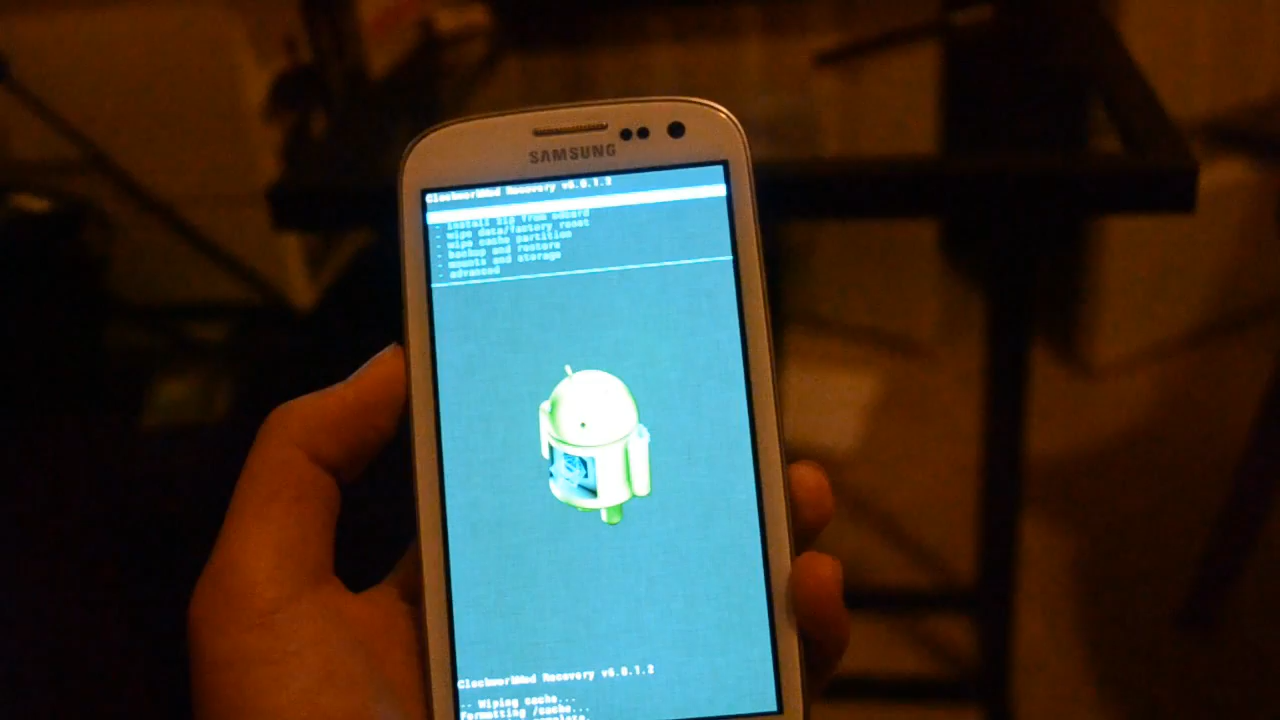 SAMSUNG
ClockworkMod Recovery v6.0.1.2
- install zip from sdcard
- wipe data/factory reset
- wipe cache partition
- backup and restore
- mounts and storage
- advanced
ClockworkMod Recovery v6.0.1.2
-- Wiping cache...
Formatting /cache...
complete.